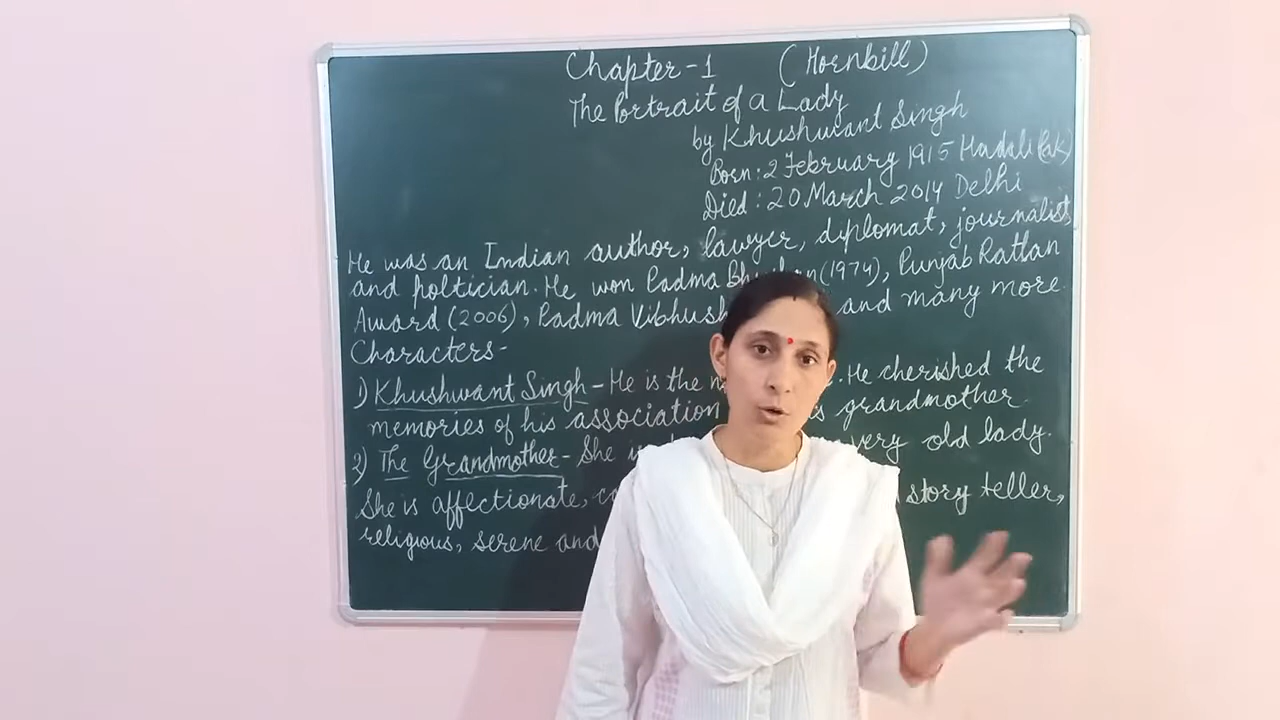 Chapter-1 (Hornbill)
The Portrait of a Lady
by Khushwant Singh
Born: 2 February 1915 Hadali (Pak)
Died: 20 March 2014 Delhi
He was an Indian author, lawyer, diplomat, journalist,
and poltician. He won Padma (1974), Punjab Rattan
Award (2006), Padma and many more
Characters-
1) Khushwant Singh - He is the He cherished the
memories of his association grandmother.
2) The Grandmother - She very old lady.
She is affectionate, story teller,
religious, serene and